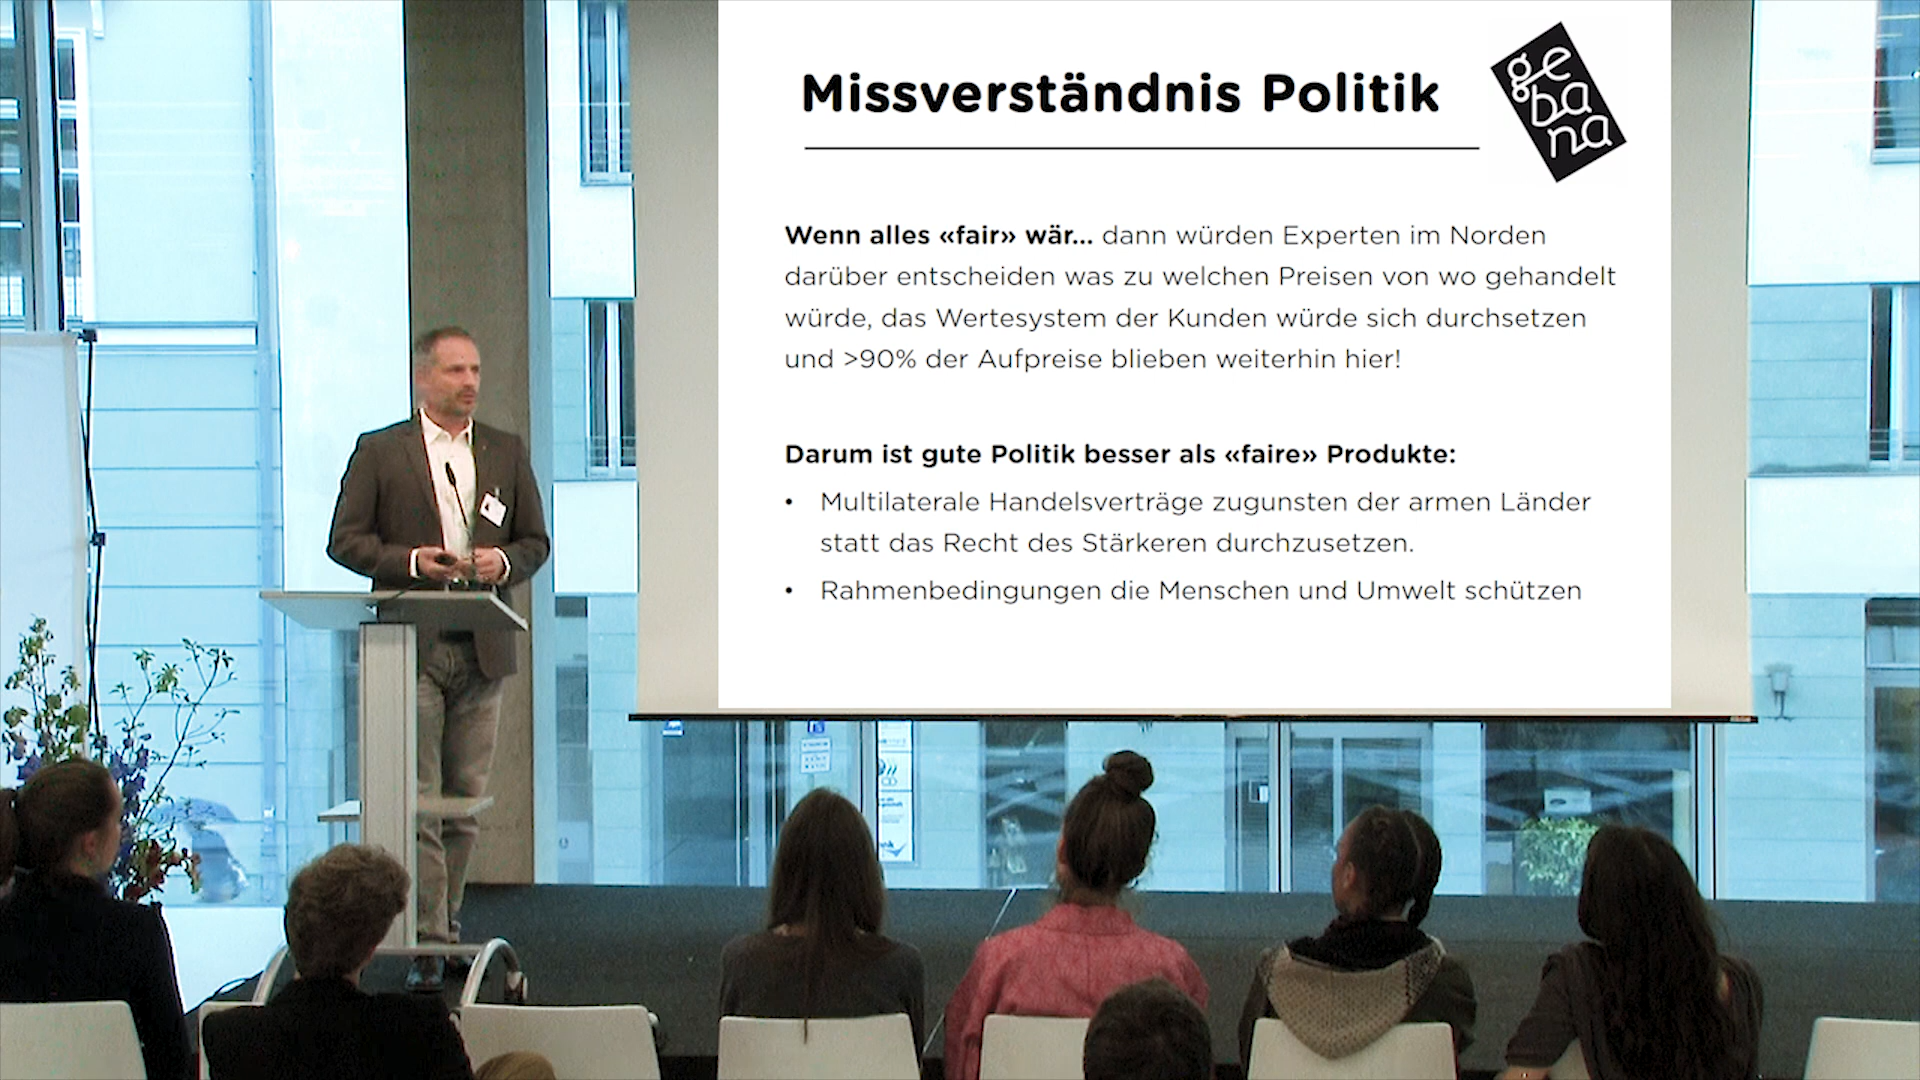 Missverständnis Politik
ge
ba
na
Wenn alles «fair» wär... dann würden Experten im Norden
darüber entscheiden was zu welchen Preisen von wo gehandelt
würde, das Wertesystem der Kunden würde sich durchsetzen
und >90% der Aufpreise blieben weiterhin hier!
Darum ist gute Politik besser als «faire» Produkte:
• Multilaterale Handelsverträge zugunsten der armen Länder
statt das Recht des Stärkeren durchzusetzen.
• Rahmenbedingungen die Menschen und Umwelt schützen